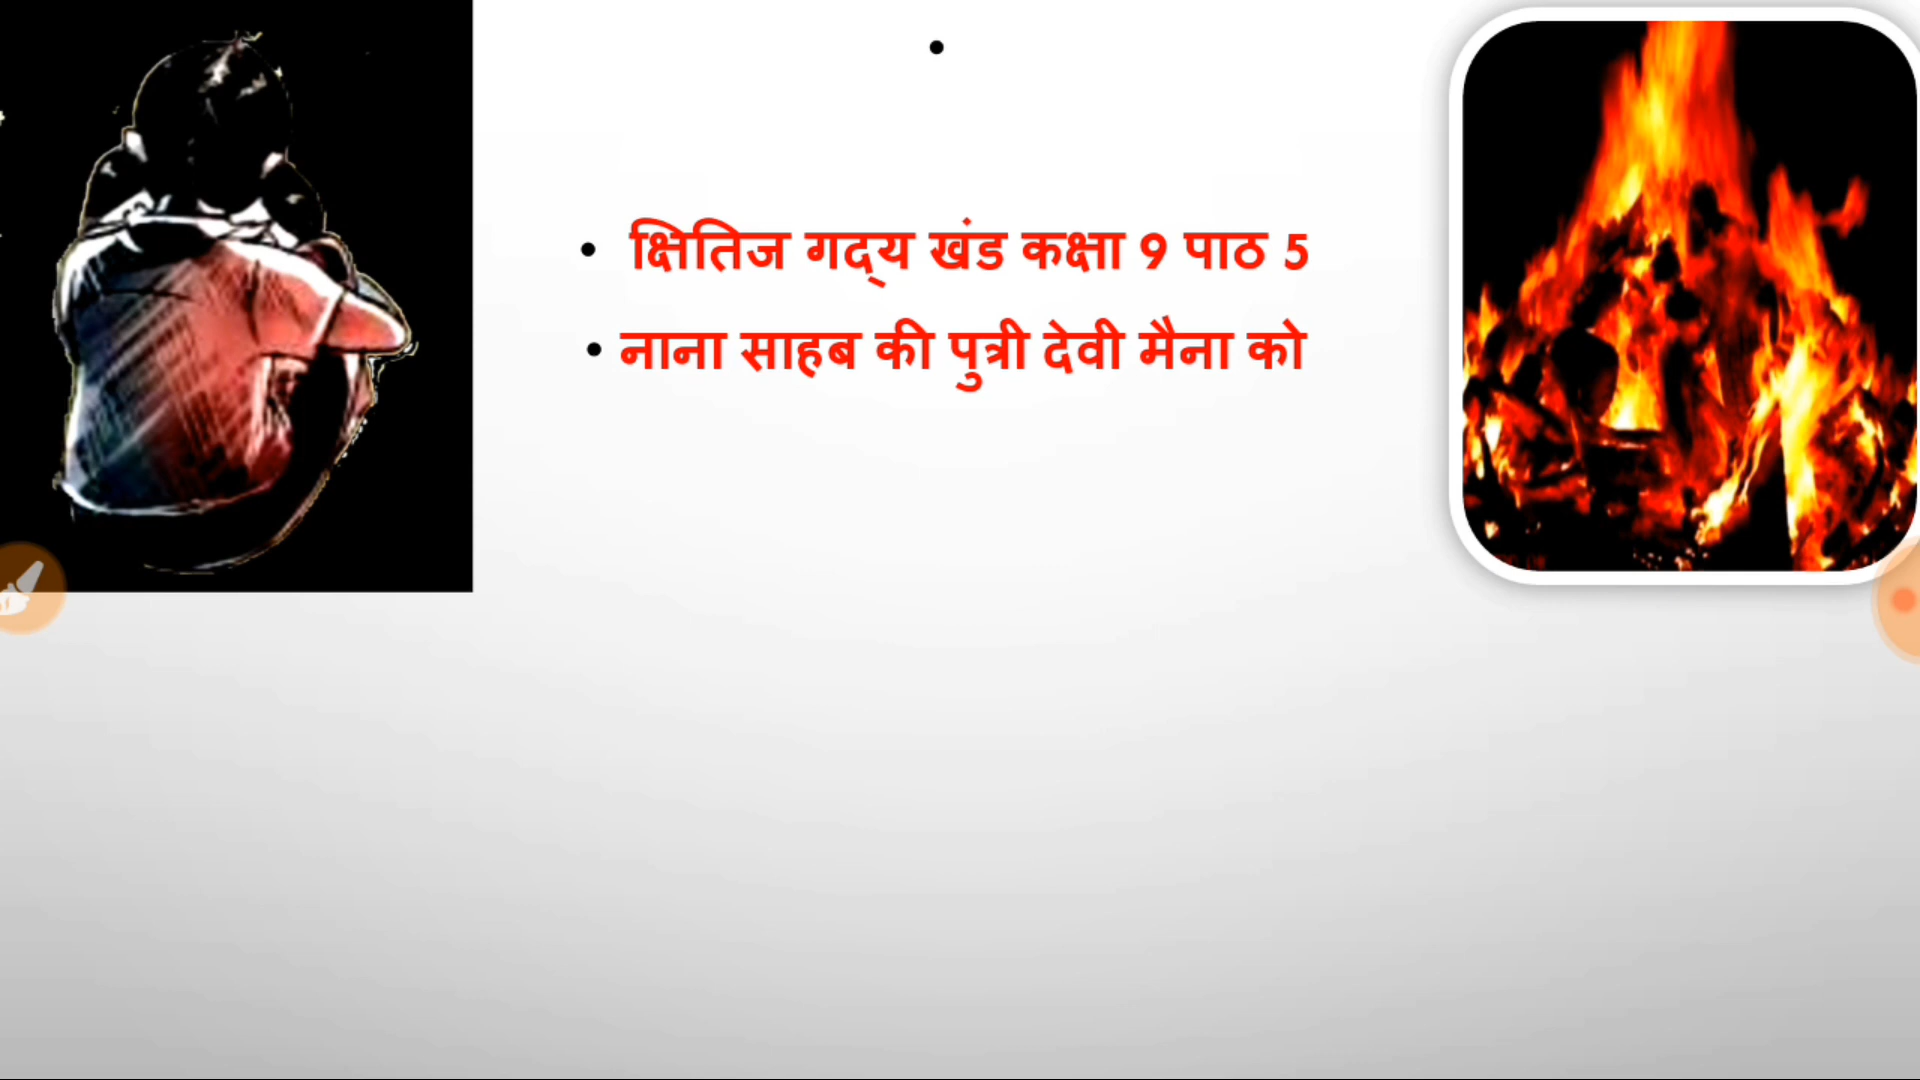 क्षितिज गद्य खंड कक्षा 9 पाठ 5
नाना साहब की पुत्री देवी मैना को